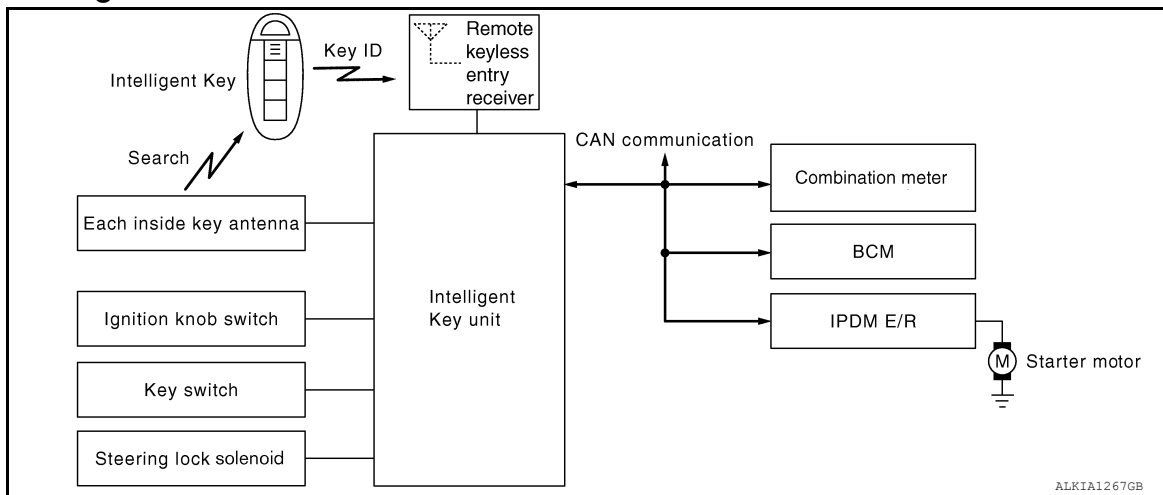 Remote
keyless
entry
receiver
Key ID
Intelligent Key
Search
CAN communication
Each inside key antenna
Combination meter
BCM
Intelligent
Key unit
Ignition knob switch
IPDM E/R
M
Starter motor
Key switch
Steering lock solenoid
ALKIA1267GB